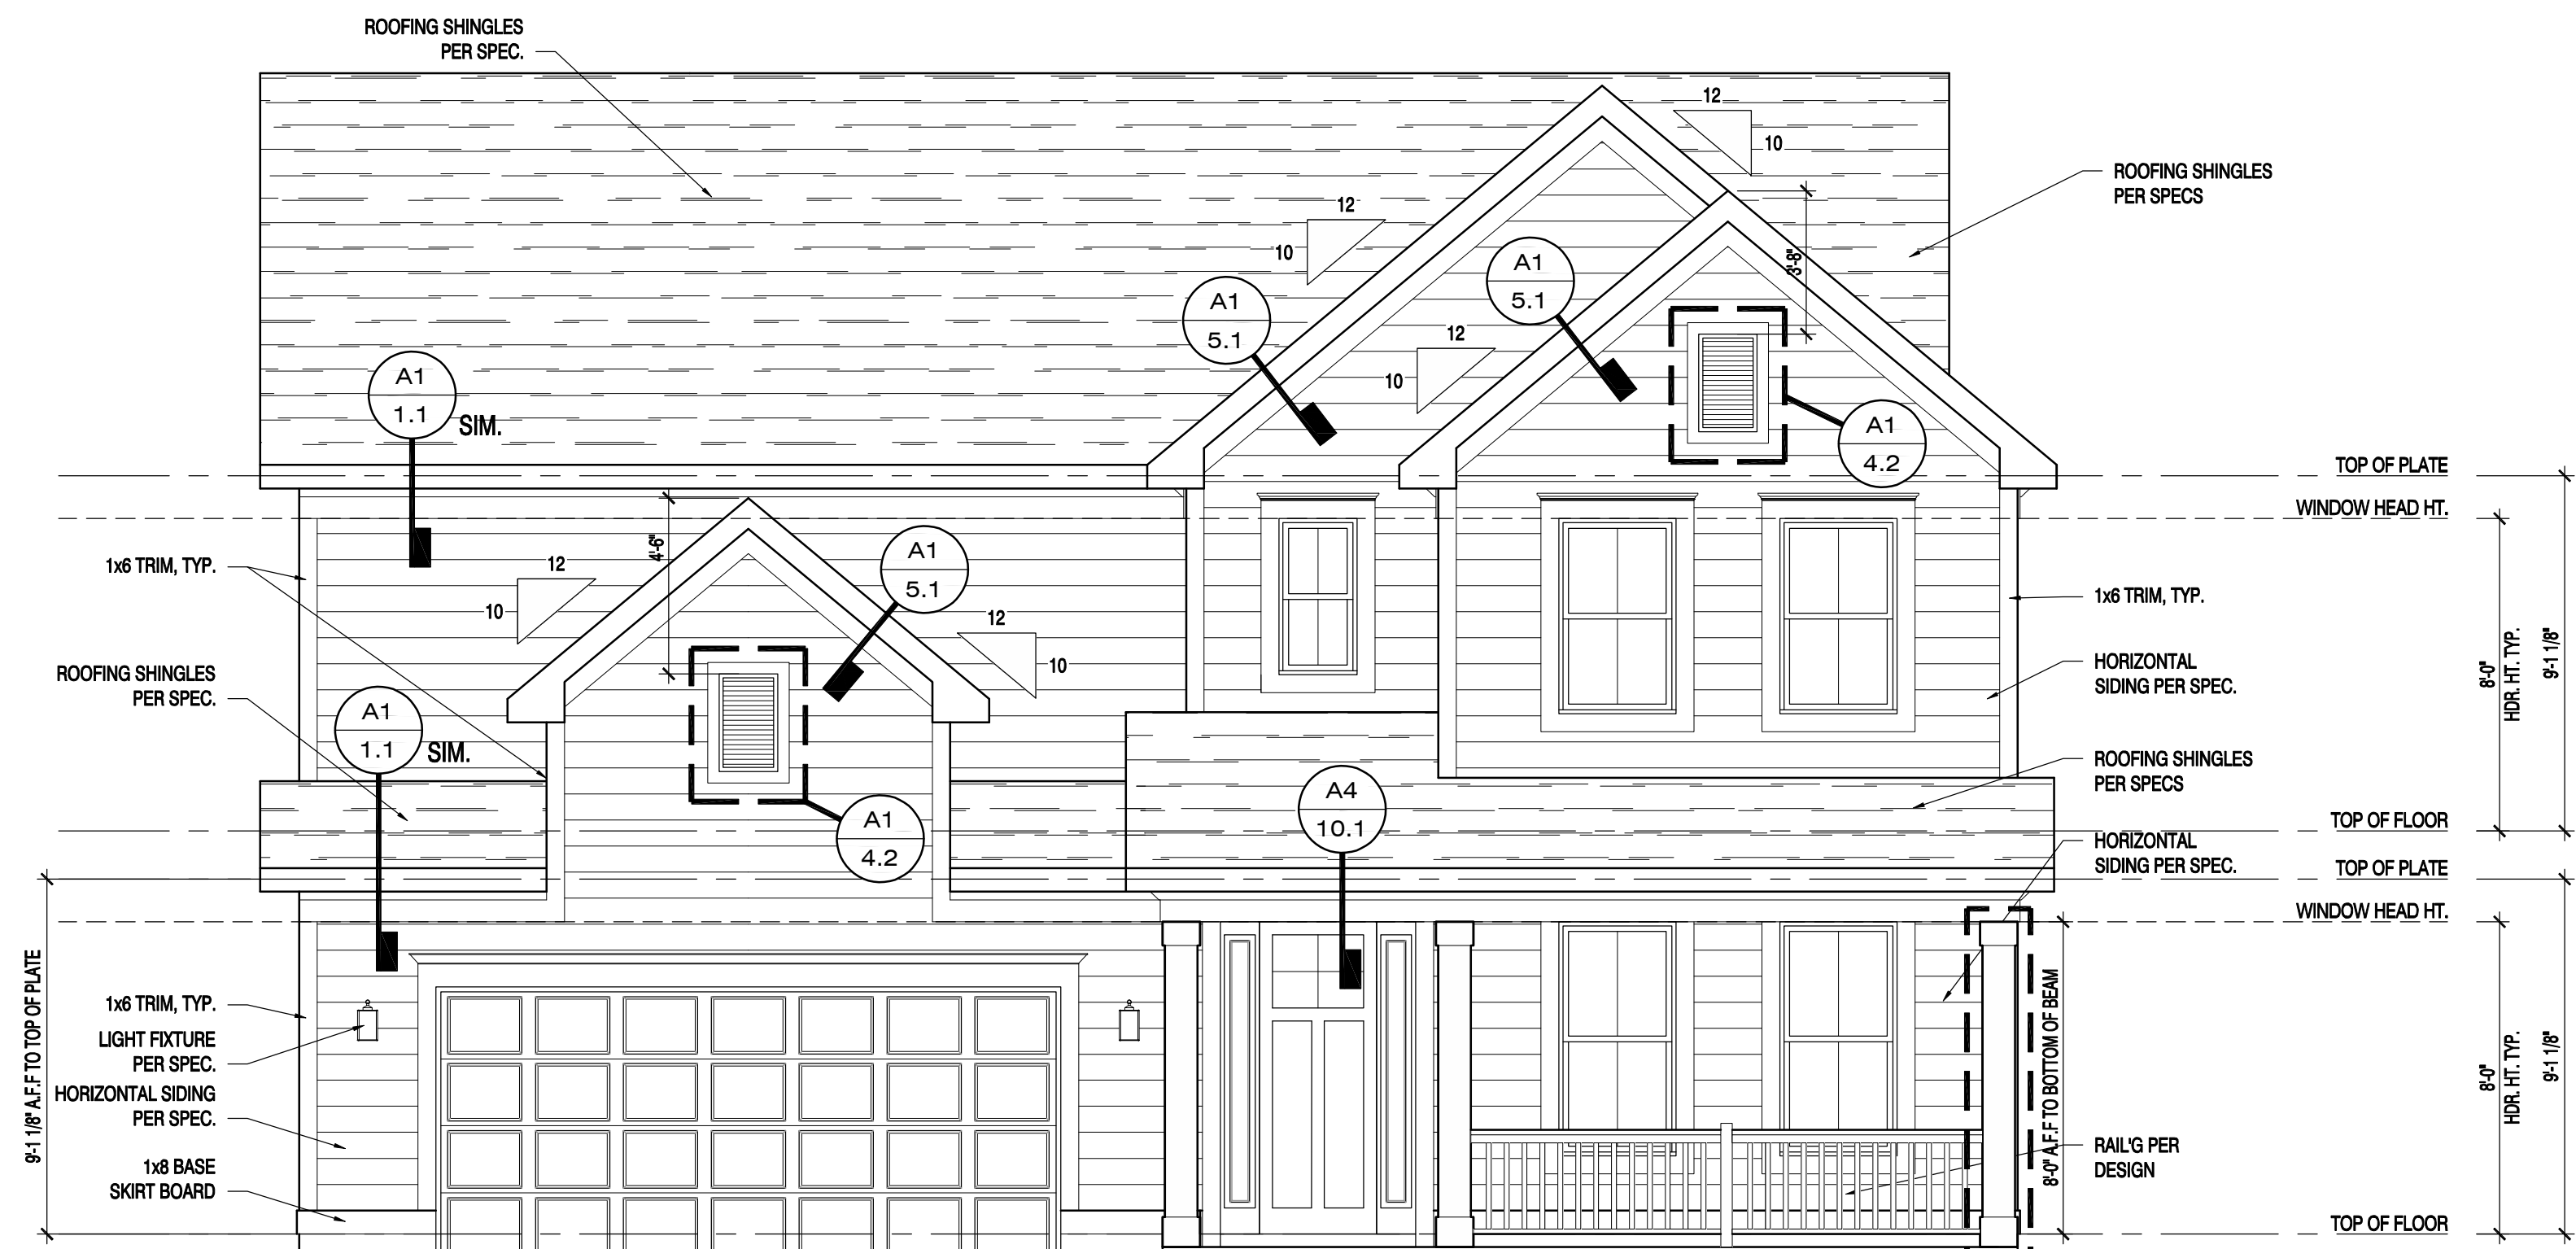 ROOFING SHINGLES
PER SPEC.
12
10
ROOFING SHINGLES
PER SPECS
12
10
3'-8"
A1
5.1
A1
5.1
12
10
A1
1.1
SIM.
A1
4.2
TOP OF PLATE
WINDOW HEAD HT.
4'-6"
A1
5.1
12
10
12
10
1x6 TRIM, TYP.
1x6 TRIM, TYP.
HORIZONTAL
SIDING PER SPEC.
8'-0"
HDR. HT. TYP.
9'-1 1/8"
ROOFING SHINGLES
PER SPEC.
A1
1.1
SIM.
ROOFING SHINGLES
PER SPECS
A4
10.1
A1
4.2
TOP OF FLOOR
HORIZONTAL
SIDING PER SPEC.
TOP OF PLATE
WINDOW HEAD HT.
9'-1 1/8" A.F.F TO TOP OF PLATE
1x6 TRIM, TYP.
LIGHT FIXTURE
PER SPEC.
HORIZONTAL SIDING
PER SPEC.
1x8 BASE
SKIRT BOARD
8'-0" A.F.F TO BOTTOM OF BEAM
8'-0"
HDR. HT. TYP.
9'-1 1/8"
RAIL'G PER
DESIGN
TOP OF FLOOR